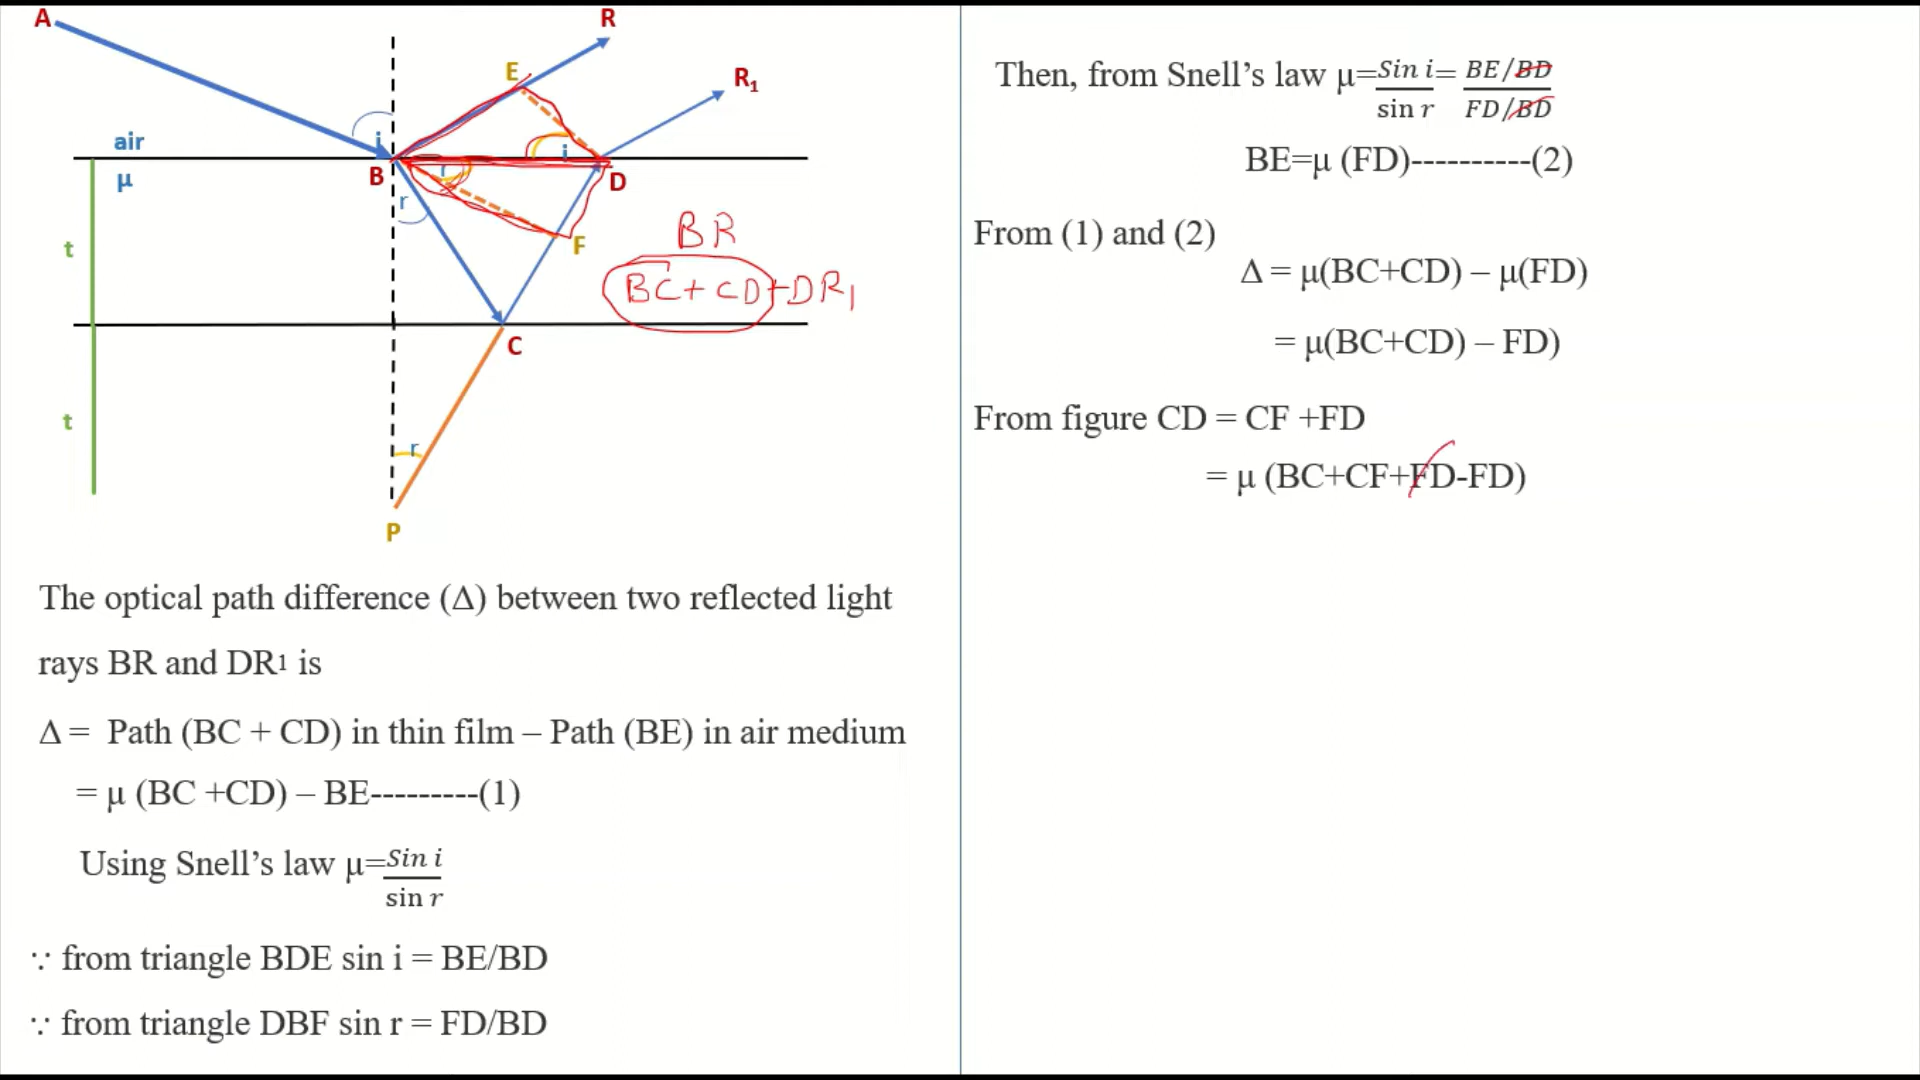 A
R
E
R₁
air
i
i
B
μ
r
D
r
F
BR
t
BC+CD+DR₁
C
t
r
P
The optical path difference (Δ) between two reflected light
rays BR and DR¹ is
Δ = Path (BC + CD) in thin film – Path (BE) in air medium
= μ (BC +CD) – BE---------(1)
Using Snell's law μ=Sin i/sin r
∵ from triangle BDE sin i = BE/BD
∵ from triangle DBF sin r = FD/BD
Then, from Snell's law μ=Sin i/sin r= BE/BD / FD/BD
BE=μ (FD)----------(2)
From (1) and (2)
Δ = μ(BC+CD) – μ(FD)
= μ(BC+CD) – FD)
From figure CD = CF +FD
= μ (BC+CF+FD-FD)